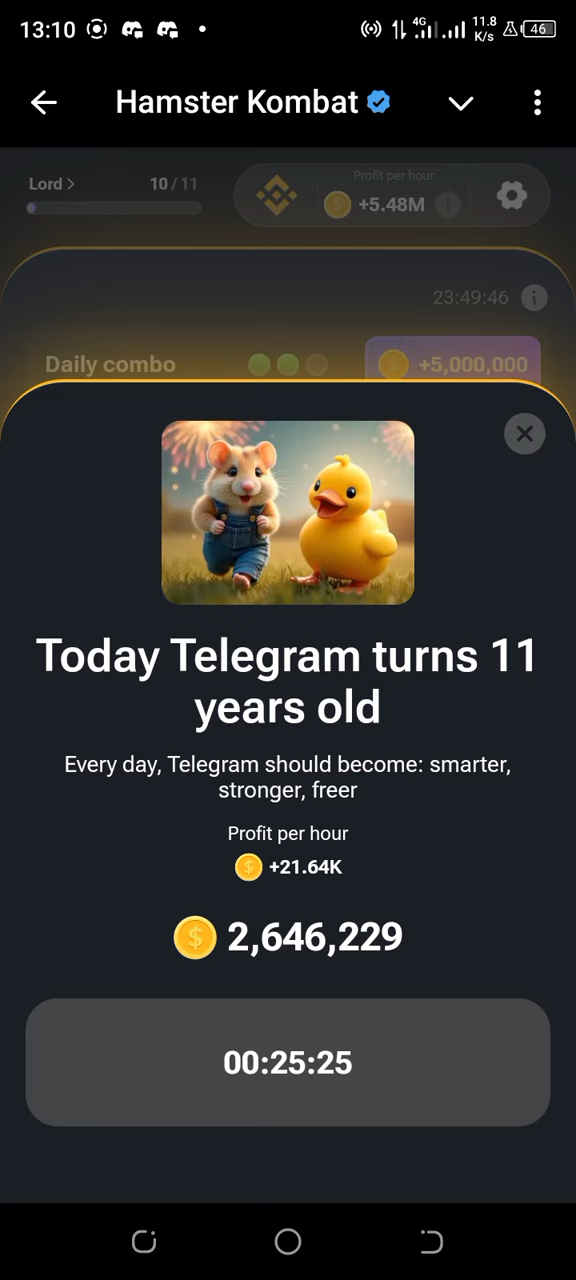 13:10
4G
11.8
K/s
46
Hamster Kombat
Lord >
10 / 11
Profit per hour
+5.48M
23:49:46
Daily combo
+5,000,000
Today Telegram turns 11
years old
Every day, Telegram should become: smarter,
stronger, freer
Profit per hour
+21.64K
2,646,229
00:25:25